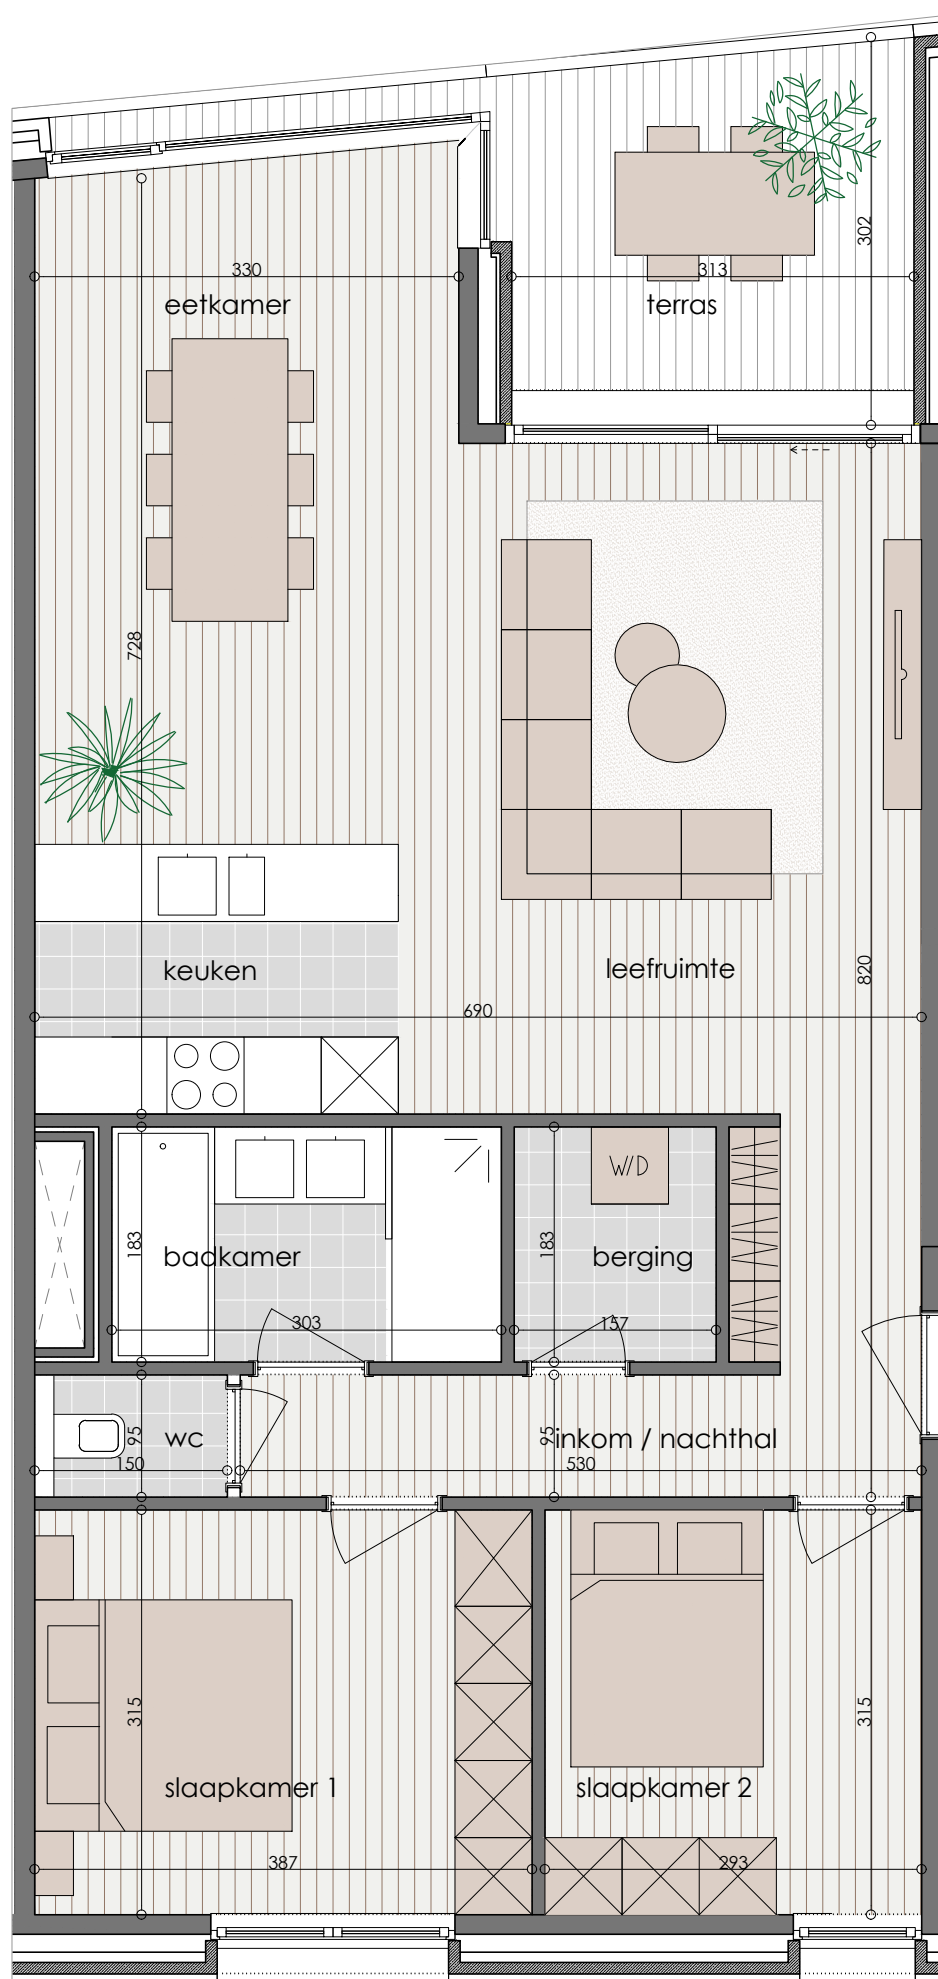 302
330
313
eetkamer
terras
728
keuken
leefruimte
820
690
W/D
183
badkamer
183
berging
303
157
95
wc
95
inkom / nachthal
150
530
315
315
slaapkamer 1
slaapkamer 2
387
293